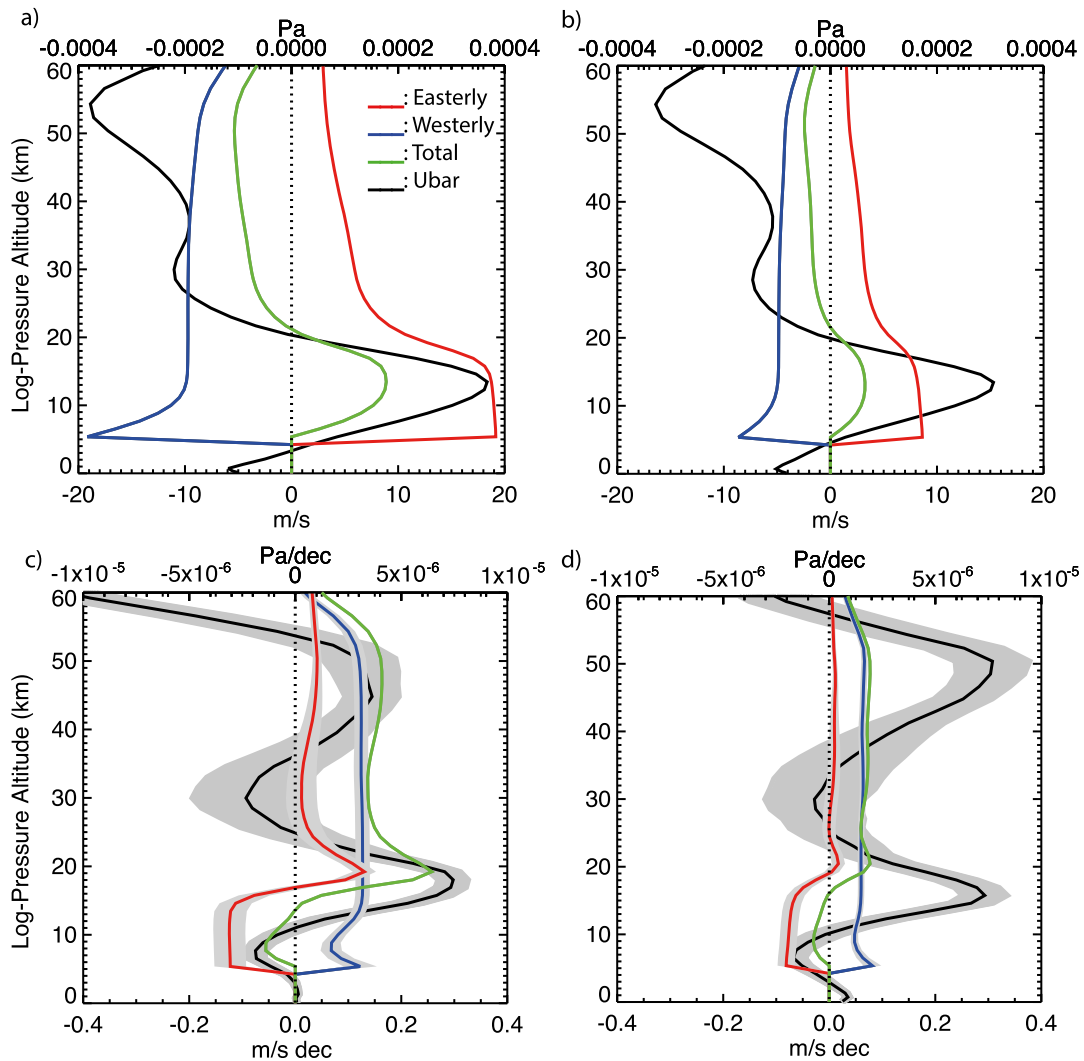 a)
Pa
-0.0004 -0.0002 0.0000 0.0002 0.0004
60
50
40
30
20
10
0
Log-Pressure Altitude (km)
: Easterly
: Westerly
: Total
: Ubar
-20 -10 0 10 20
m/s
b)
Pa
-0.0004 -0.0002 0.0000 0.0002 0.0004
60
50
40
30
20
10
0
-20 -10 0 10 20
m/s
c)
Pa/dec
-1x10⁻⁵ -5x10⁻⁶ 0 5x10⁻⁶ 1x10⁻⁵
60
50
40
30
20
10
0
Log-Pressure Altitude (km)
-0.4 -0.2 0.0 0.2 0.4
m/s dec
d)
Pa/dec
-1x10⁻⁵ -5x10⁻⁶ 0 5x10⁻⁶ 1x10⁻⁵
60
50
40
30
20
10
0
-0.4 -0.2 0.0 0.2 0.4
m/s dec